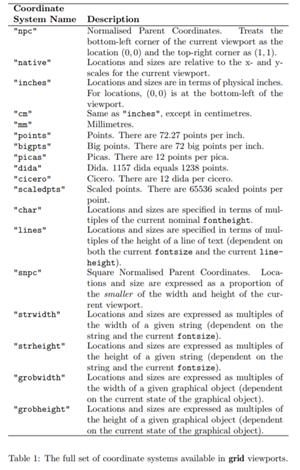 Coordinate
System Name Description
"npc" Normalised Parent Coordinates. Treats the
bottom-left corner of the current viewport as the
location (0, 0) and the top-right corner as (1, 1).
"native" Locations and sizes are relative to the x- and y-
scales for the current viewport.
"inches" Locations and sizes are in terms of physical inches.
For locations, (0, 0) is at the bottom-left of the
viewport.
"cm" Same as "inches", except in centimetres.
"mm" Millimetres.
"points" Points. There are 72.27 points per inch.
"bigpts" Big points. There are 72 big points per inch.
"picas" Picas. There are 12 points per pica.
"dida" Dida. 1157 dida equals 1238 points.
"cicero" Cicero. There are 12 dida per cicero.
"scaledpts" Scaled points. There are 65536 scaled points per
point.
"char" Locations and sizes are specified in terms of
multiples of the current nominal fontheight.
"lines" Locations and sizes are specified in terms of mul-
tiples of the height of a line of text (dependent on
both the current fontsize and the current line-
height).
"snpc" Square Normalised Parent Coordinates. Loca-
tions and size are expressed as a proportion of
the smaller of the width and height of the cur-
rent viewport.
"strwidth" Locations and sizes are expressed as multiples of
the width of a given string (dependent on the
string and the current fontsize).
"strheight" Locations and sizes are expressed as multiples of
the height of a given string (dependent on the
string and the current fontsize).
"grobwidth" Locations and sizes are expressed as multiples of
the width of a given graphical object (dependent
on the current state of the graphical object).
"grobheight" Locations and sizes are expressed as multiples of
the height of a given graphical object (dependent
on the current state of the graphical object).
Table 1: The full set of coordinate systems available in grid viewports.